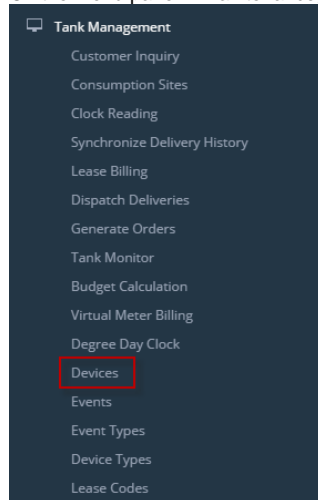 Tank Management
Customer Inquiry
Consumption Sites
Clock Reading
Synchronize Delivery History
Lease Billing
Dispatch Deliveries
Generate Orders
Tank Monitor
Budget Calculation
Virtual Meter Billing
Degree Day Clock
Devices
Events
Event Types
Device Types
Lease Codes